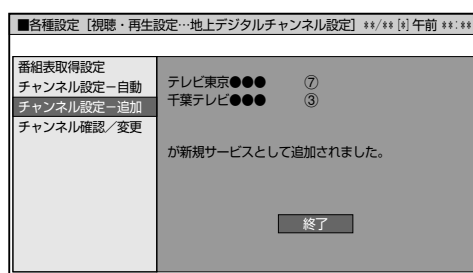 ■各種設定［視聴・再生設定…地上デジタルチャンネル設定］ **/** [*] 午前 **:**
番組表取得設定
チャンネル設定－自動
チャンネル設定－追加
チャンネル確認／変更
テレビ東京●●● ⑦
千葉テレビ●●● ③
が新規サービスとして追加されました。
終了